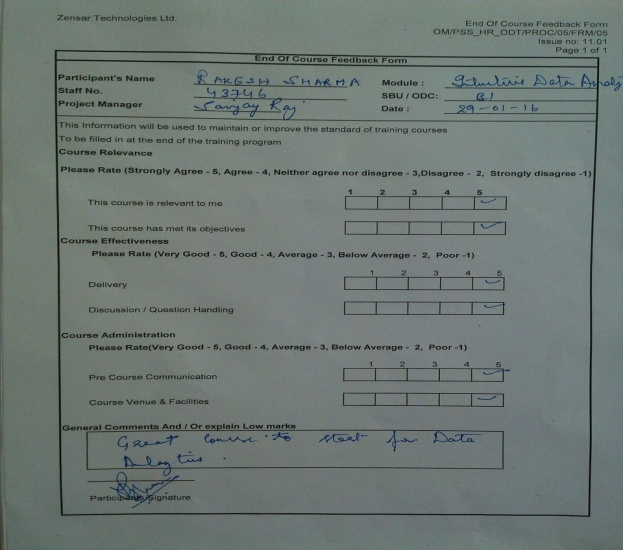 Zensar Technologies Ltd.
End Of Course Feedback Form
OM/PSS_HR_ODT/PROC/05/FRM/05
Issue no: 11.01
Page 1 of 1
End Of Course Feedback Form
Participant's Name RAKESH SHARMA Module : Data
Staff No. 43746 SBU / ODC: BI
Project Manager Sanjay Raj Date : 29-01-16
This Information will be used to maintain or improve the standard of training courses
To be filled in at the end of the training program
Course Relevance
Please Rate (Strongly Agree - 5, Agree - 4, Neither agree nor disagree - 3,Disagree - 2, Strongly disagree -1)
1 2 3 4 5
This course is relevant to me
This course has met its objectives
Course Effectiveness
Please Rate (Very Good - 5, Good - 4, Average - 3, Below Average - 2, Poor -1)
1 2 3 4 5
Delivery
Discussion / Question Handling
Course Administration
Please Rate(Very Good - 5, Good - 4, Average - 3, Below Average - 2, Poor -1)
1 2 3 4 5
Pre Course Communication
Course Venue & Facilities
General Comments And / Or explain Low marks
Great Course to start for Data
Participants Signature